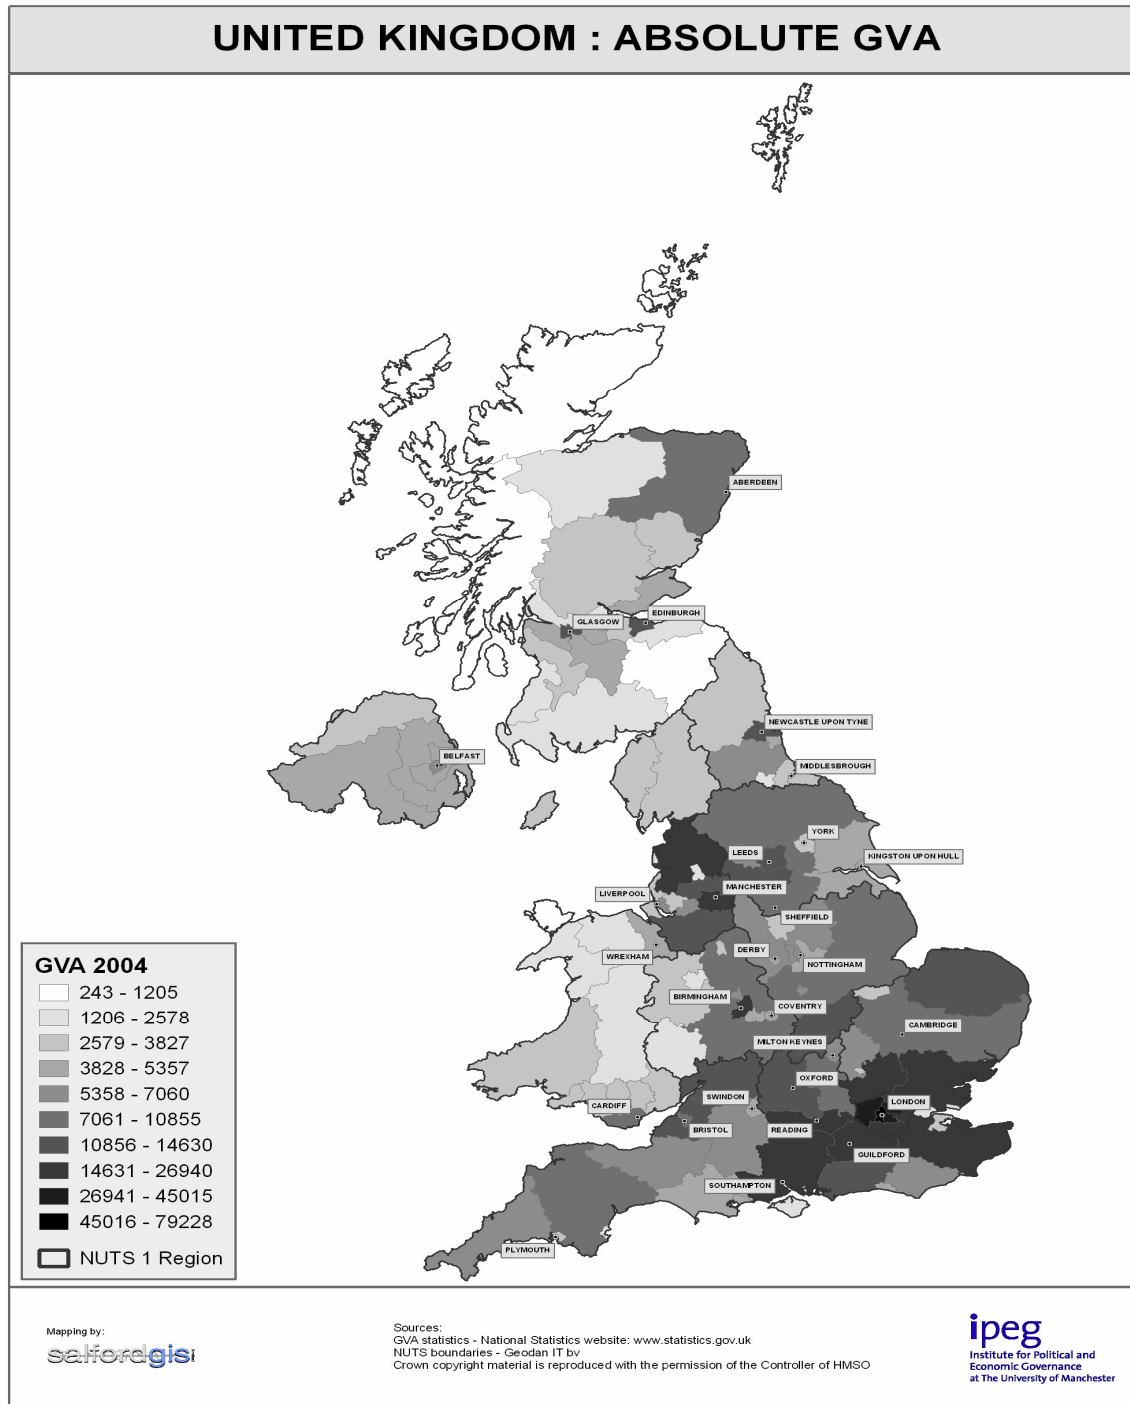 UNITED KINGDOM : ABSOLUTE GVA
ABERDEEN
EDINBURGH
GLASGOW
NEWCASTLE UPON TYNE
BELFAST
MIDDLESBROUGH
YORK
LEEDS
KINGSTON UPON HULL
MANCHESTER
LIVERPOOL
SHEFFIELD
DERBY
WREXHAM
NOTTINGHAM
BIRMINGHAM
COVENTRY
CAMBRIDGE
MILTON KEYNES
OXFORD
SWINDON
LONDON
CARDIFF
BRISTOL
READING
GUILDFORD
SOUTHAMPTON
PLYMOUTH
GVA 2004
243 - 1205
1206 - 2578
2579 - 3827
3828 - 5357
5358 - 7060
7061 - 10855
10856 - 14630
14631 - 26940
26941 - 45015
45016 - 79228
NUTS 1 Region
Mapping by:
salfordgis
Sources:
GVA statistics - National Statistics website: www.statistics.gov.uk
NUTS boundaries - Geodan IT bv
Crown copyright material is reproduced with the permission of the Controller of HMSO
ipeg
Institute for Political and
Economic Governance
at The University of Manchester